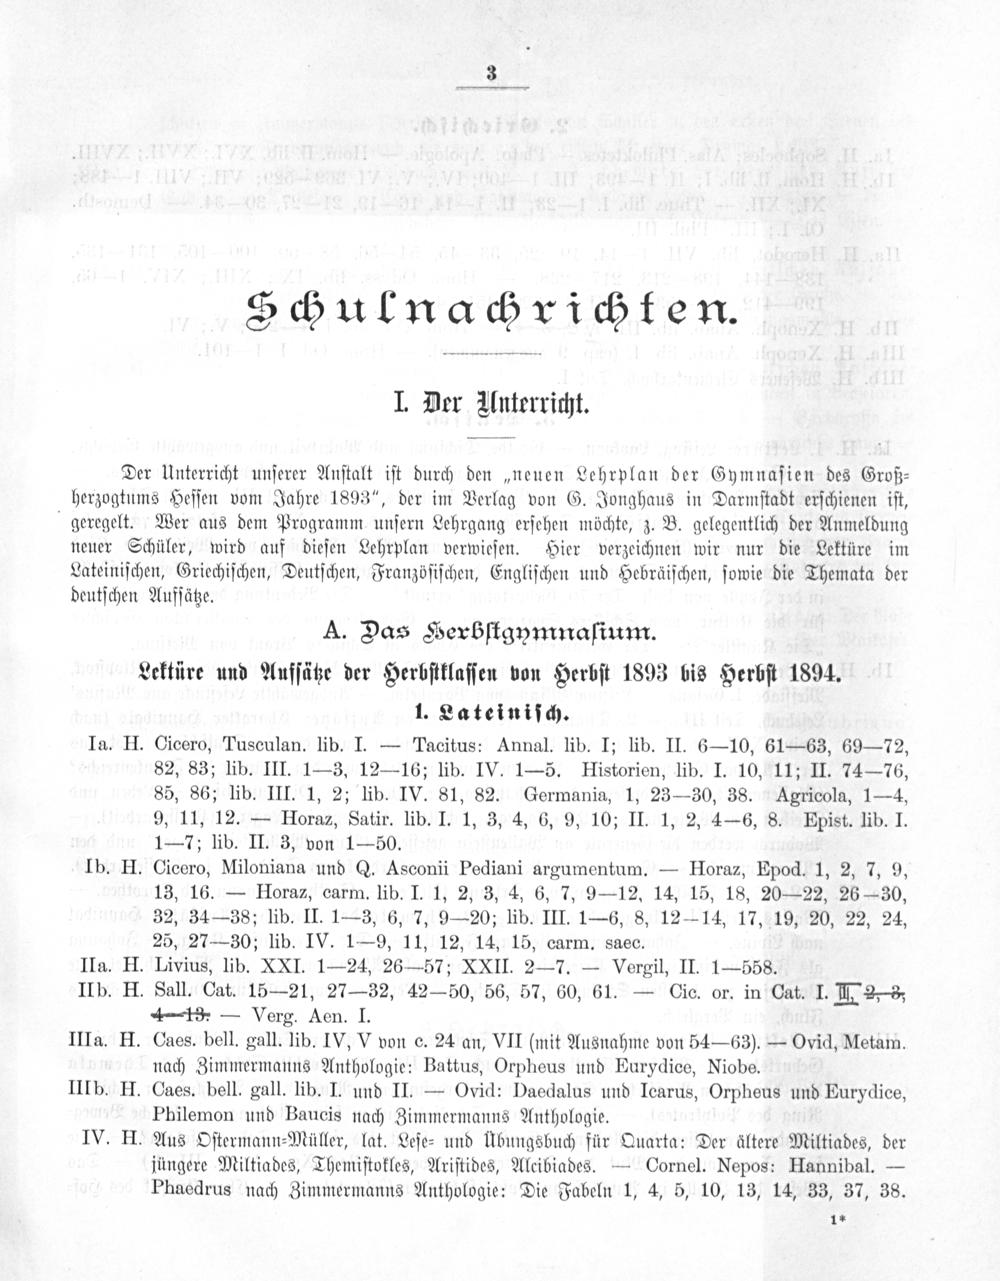 3
Schulnachrichten.
I. Der Unterricht.
Der Unterricht unserer Anstalt ist durch den „neuen Lehrplan der Gymnasien des Groß=
herzogtums Hessen vom Jahre 1893“, der im Verlag von G. Jonghaus in Darmstadt erschienen ist,
geregelt. Wer aus dem Programm unsern Lehrgang ersehen möchte, z. B. gelegentlich der Anmeldung
neuer Schüler, wird auf diesen Lehrplan verwiesen. Hier verzeichnen wir nur die Lektüre im
Lateinischen, Griechischen, Deutschen, Französischen, Englischen und Hebräischen, sowie die Themata der
deutschen Aufsätze.
A. Das Herbstgymnasium.
Lektüre und Aufsätze der Herbstklassen von Herbst 1893 bis Herbst 1894.
1. Lateinisch.
Ia. H. Cicero, Tusculan. lib. I. — Tacitus: Annal. lib. I; lib. II. 6—10, 61—63, 69—72,
82, 83; lib. III. 1—3, 12—16; lib. IV. 1—5. Historien, lib. I. 10, 11; II. 74—76,
85, 86; lib. III. 1, 2; lib. IV. 81, 82. Germania, 1, 23—30, 38. Agricola, 1—4,
9, 11, 12. — Horaz, Satir. lib. I. 1, 3, 4, 6, 9, 10; II. 1, 2, 4—6, 8. Epist. lib. I.
1—7; lib. II. 3, von 1—50.
Ib. H. Cicero, Miloniana und Q. Asconii Pediani argumentum. — Horaz, Epod. 1, 2, 7, 9,
13, 16. — Horaz, carm. lib. I. 1, 2, 3, 4, 6, 7, 9—12, 14, 15, 18, 20—22, 26—30,
32, 34—38; lib. II. 1—3, 6, 7, 9—20; lib. III. 1—6, 8, 12—14, 17, 19, 20, 22, 24,
25, 27—30; lib. IV. 1—9, 11, 12, 14, 15, carm. saec.
IIa. H. Livius, lib. XXI. 1—24, 26—57; XXII. 2—7. — Vergil, II. 1—558.
IIb. H. Sall. Cat. 15—21, 27—32, 42—50, 56, 57, 60, 61. — Cic. or. in Cat. I. II, 2, 3,
4—13. — Verg. Aen. I.
IIIa. H. Caes. bell. gall. lib. IV, V von c. 24 an, VII (mit Ausnahme von 54—63). — Ovid, Metam.
nach Zimmermanns Anthologie: Battus, Orpheus und Eurydice, Niobe.
IIIb. H. Caes. bell. gall. lib. I. und II. — Ovid: Daedalus und Icarus, Orpheus und Eurydice,
Philemon und Baucis nach Zimmermanns Anthologie.
IV. H. Aus Ostermann=Müller, lat. Lese= und Übungsbuch für Quarta: Der ältere Miltiades, der
jüngere Miltiades, Themistokles, Aristides, Alcibiades. — Cornel. Nepos: Hannibal. —
Phaedrus nach Zimmermanns Anthologie: Die Fabeln 1, 4, 5, 10, 13, 14, 33, 37, 38.
1*